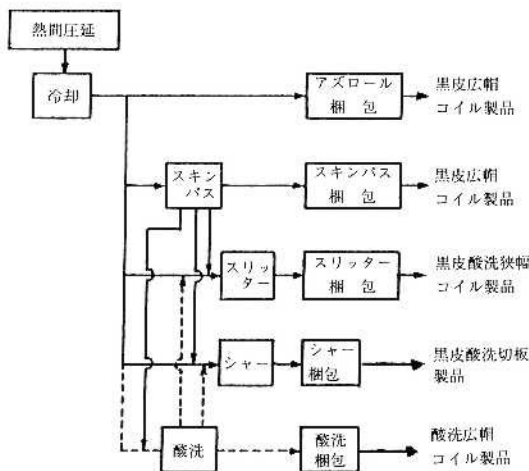 熱間圧延
冷却
アズロール
梱包
黒皮広幅
コイル製品
スキン
パス
スキンパス
梱包
黒皮広幅
コイル製品
スリッ
ター
スリッター
梱包
黒皮酸洗狭幅
コイル製品
シャー
シャー
梱包
黒皮酸洗切板
製品
酸洗
酸洗
梱包
酸洗広幅
コイル製品